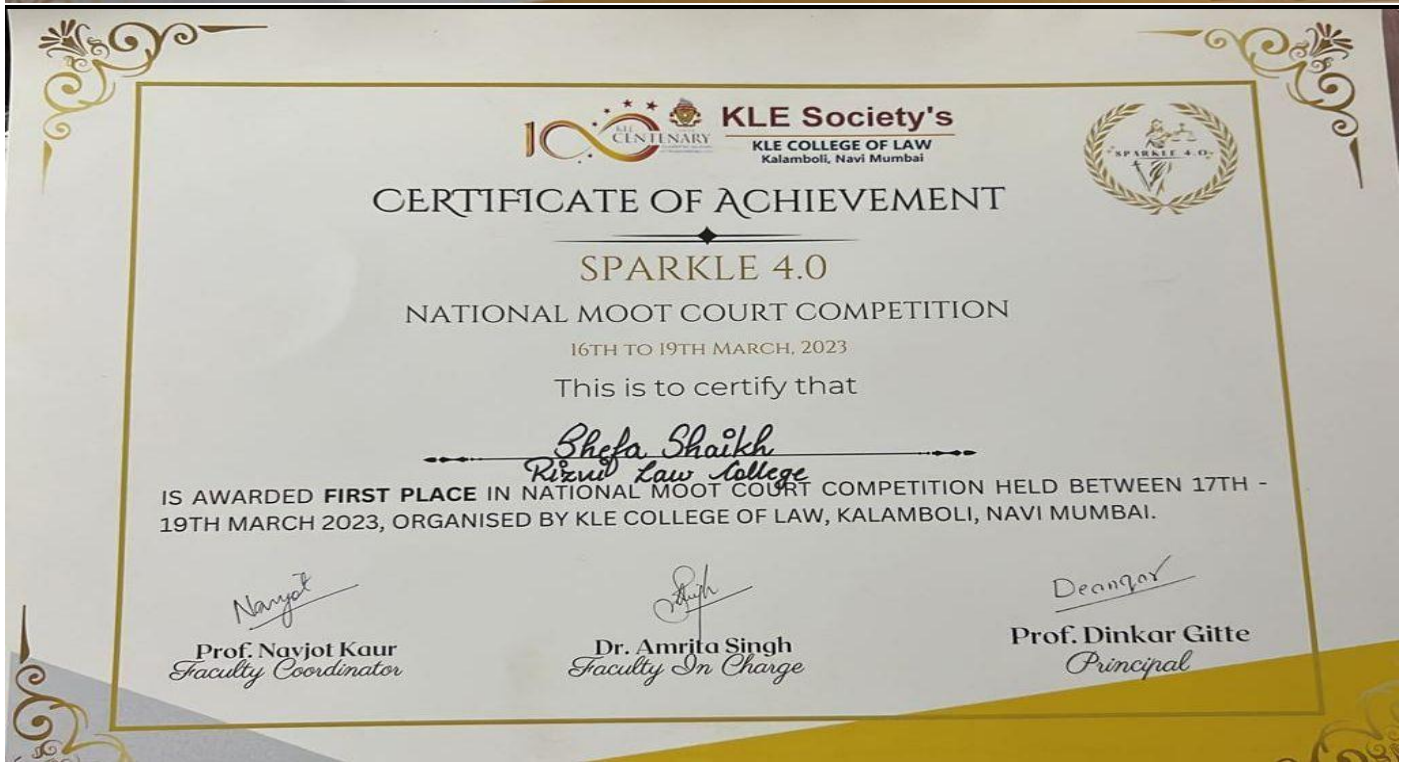 KLE CENTENARY
KLE Society's
KLE COLLEGE OF LAW
Kalamboli, Navi Mumbai
SPARKLE 4.0
CERTIFICATE OF ACHIEVEMENT
SPARKLE 4.0
NATIONAL MOOT COURT COMPETITION
16TH TO 19TH MARCH, 2023
This is to certify that
Shefa Shaikh
Rizvi Law College
IS AWARDED FIRST PLACE IN NATIONAL MOOT COURT COMPETITION HELD BETWEEN 17TH -
19TH MARCH 2023, ORGANISED BY KLE COLLEGE OF LAW, KALAMBOLI, NAVI MUMBAI.
Navjot
Prof. Navjot Kaur
Faculty Coordinator
Dr. Amrita Singh
Faculty In Charge
Prof. Dinkar Gitte
Principal